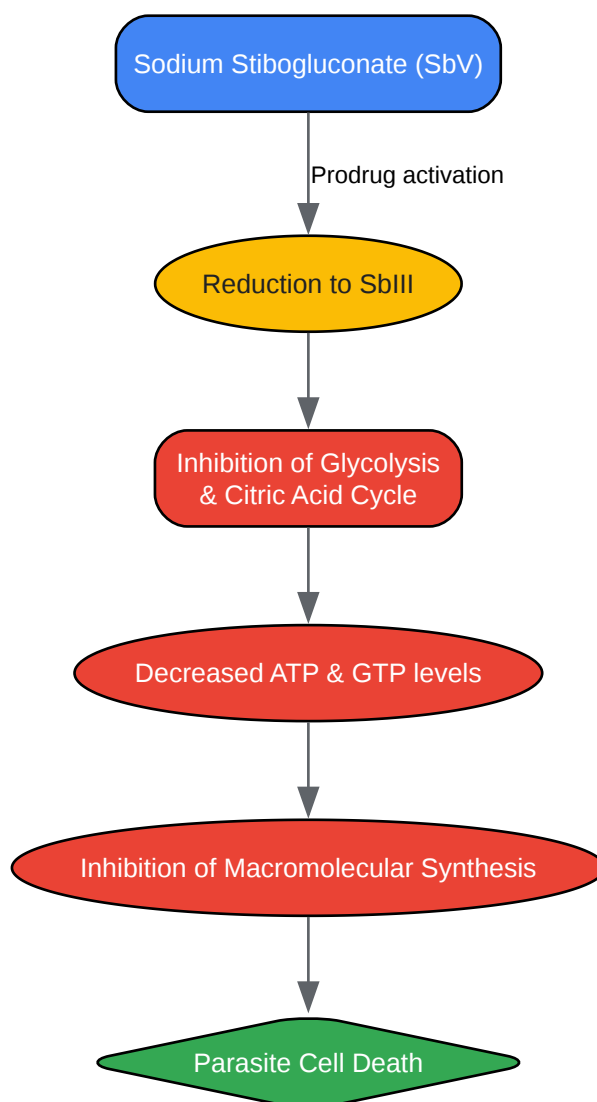 Sodium Stibogluconate (SbV)
Prodrug activation
Reduction to SbIII
Inhibition of Glycolysis
& Citric Acid Cycle
Decreased ATP & GTP levels
Inhibition of Macromolecular Synthesis
Parasite Cell Death